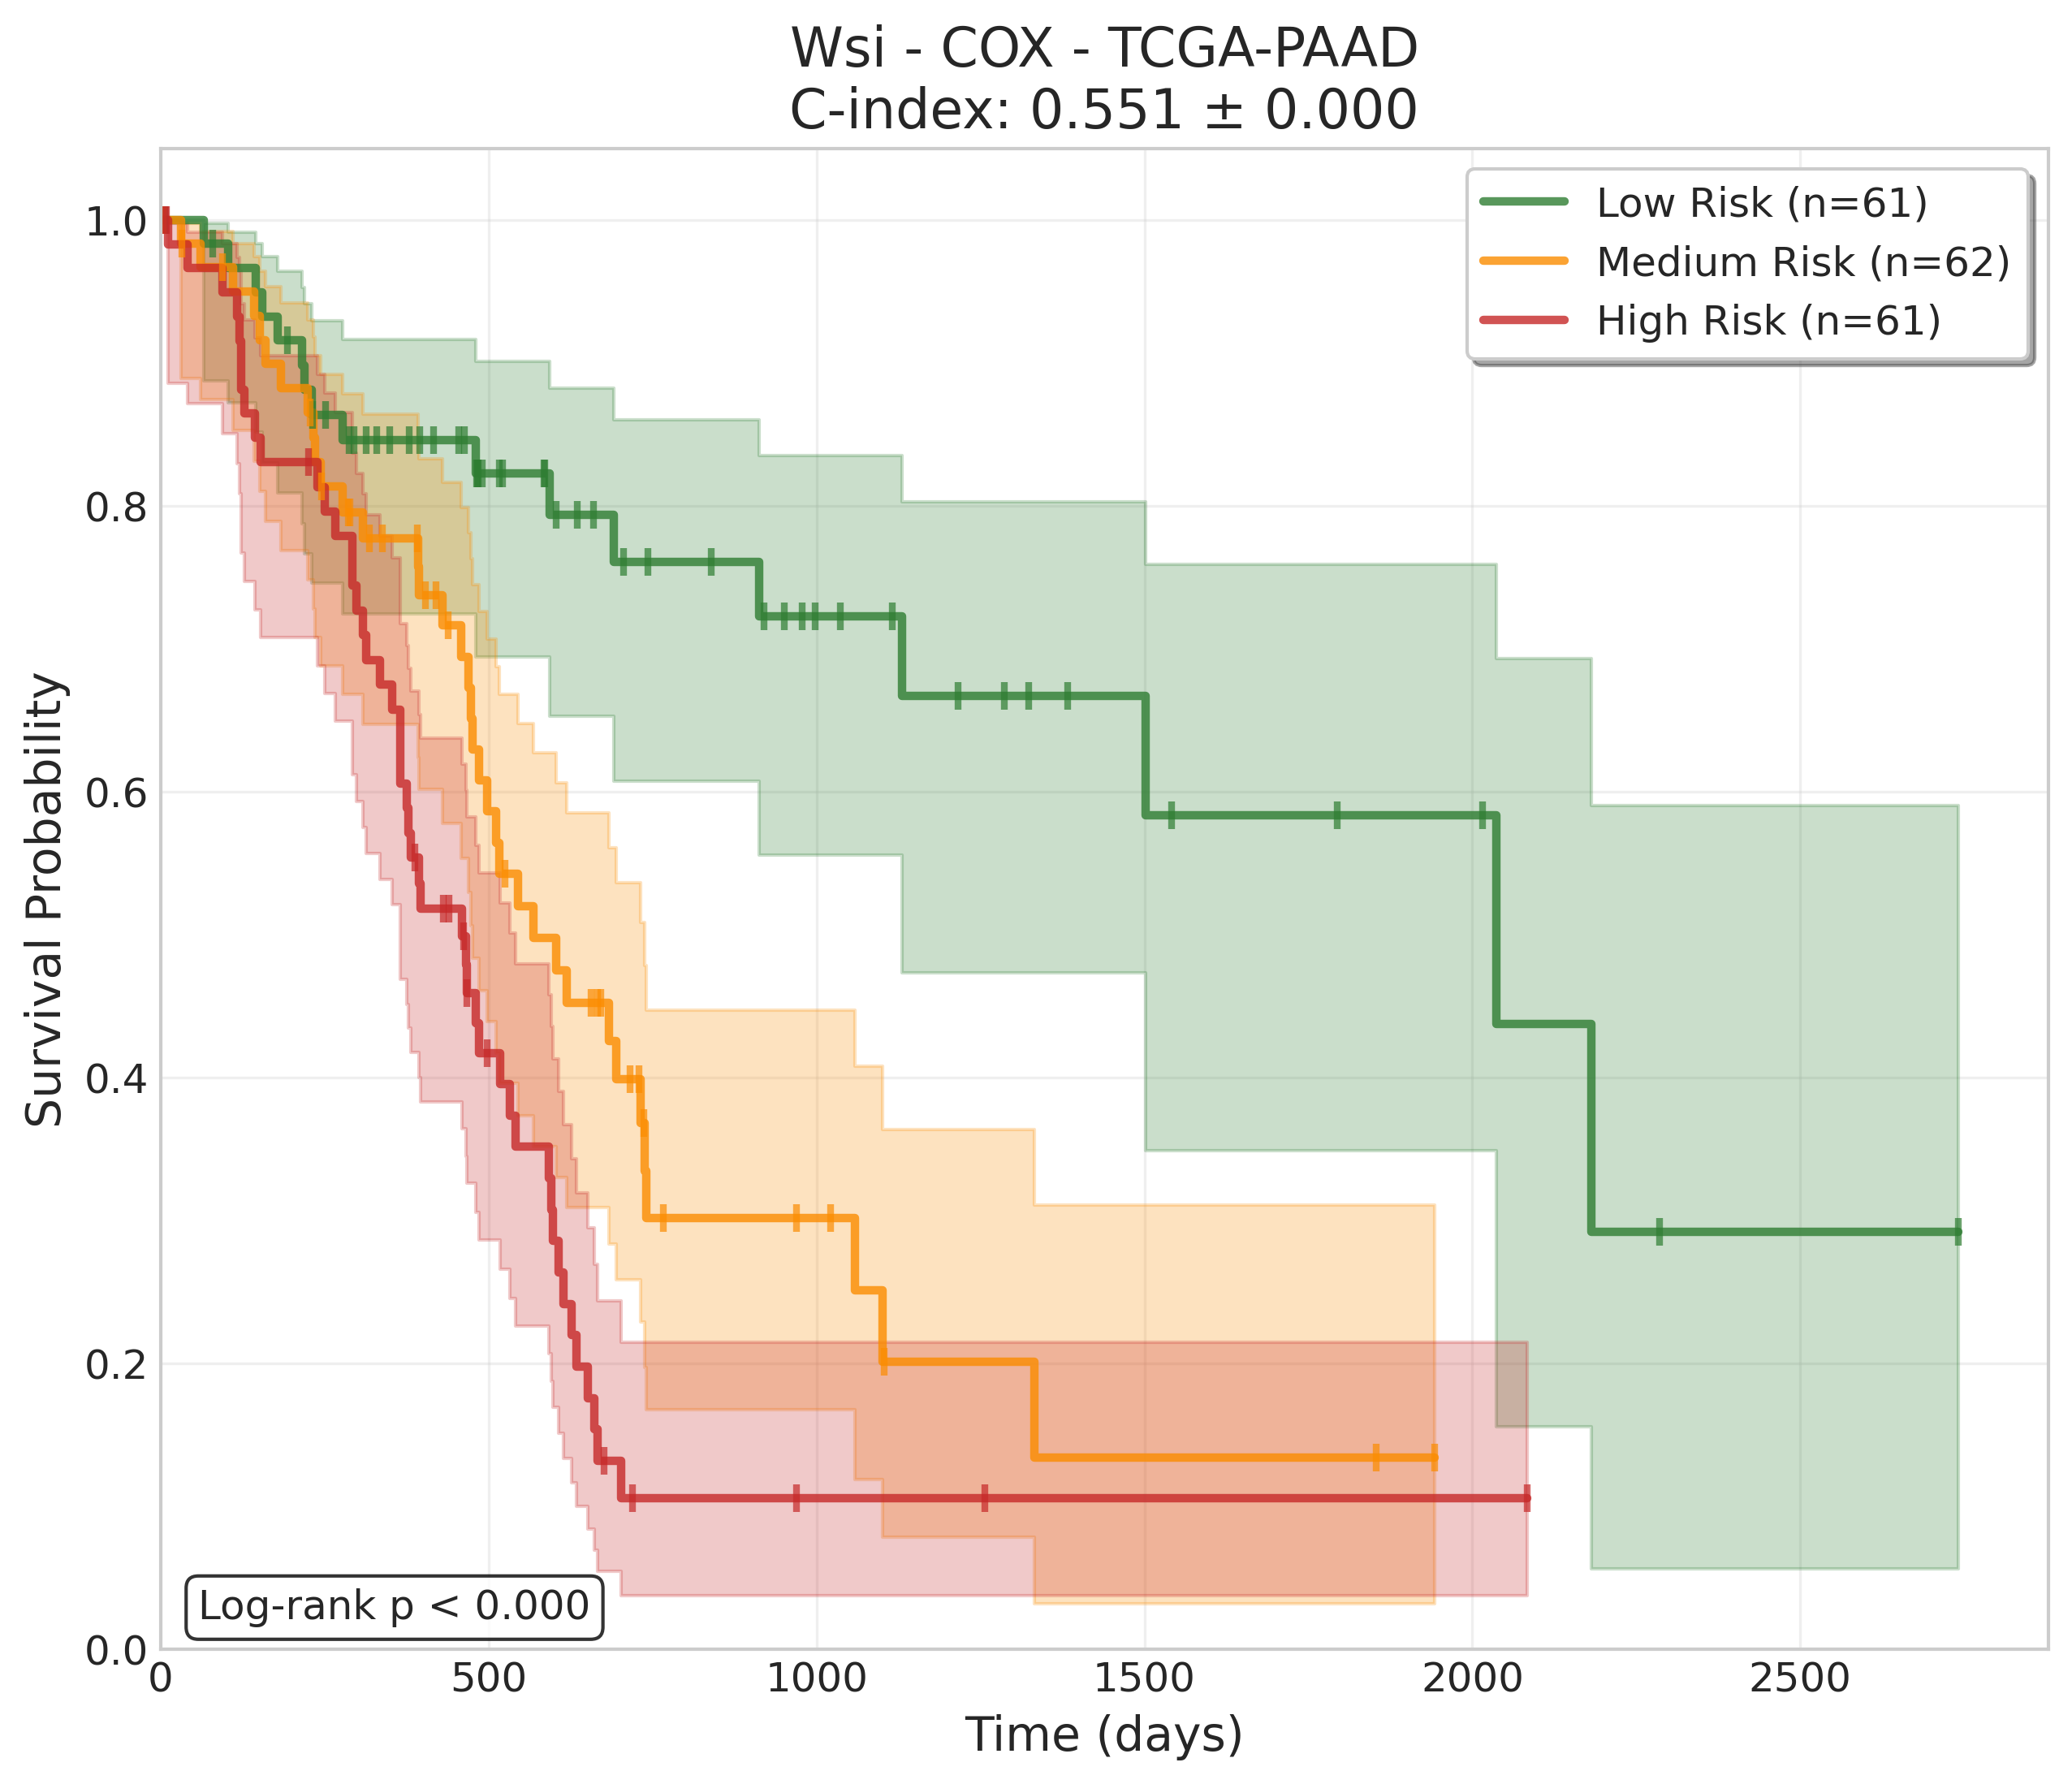 Wsi - COX - TCGA-PAAD
C-index: 0.551 ± 0.000
Low Risk (n=61)
Medium Risk (n=62)
High Risk (n=61)
Survival Probability
1.0
0.8
0.6
0.4
0.2
0.0
Log-rank p < 0.000
0 500 1000 1500 2000 2500
Time (days)